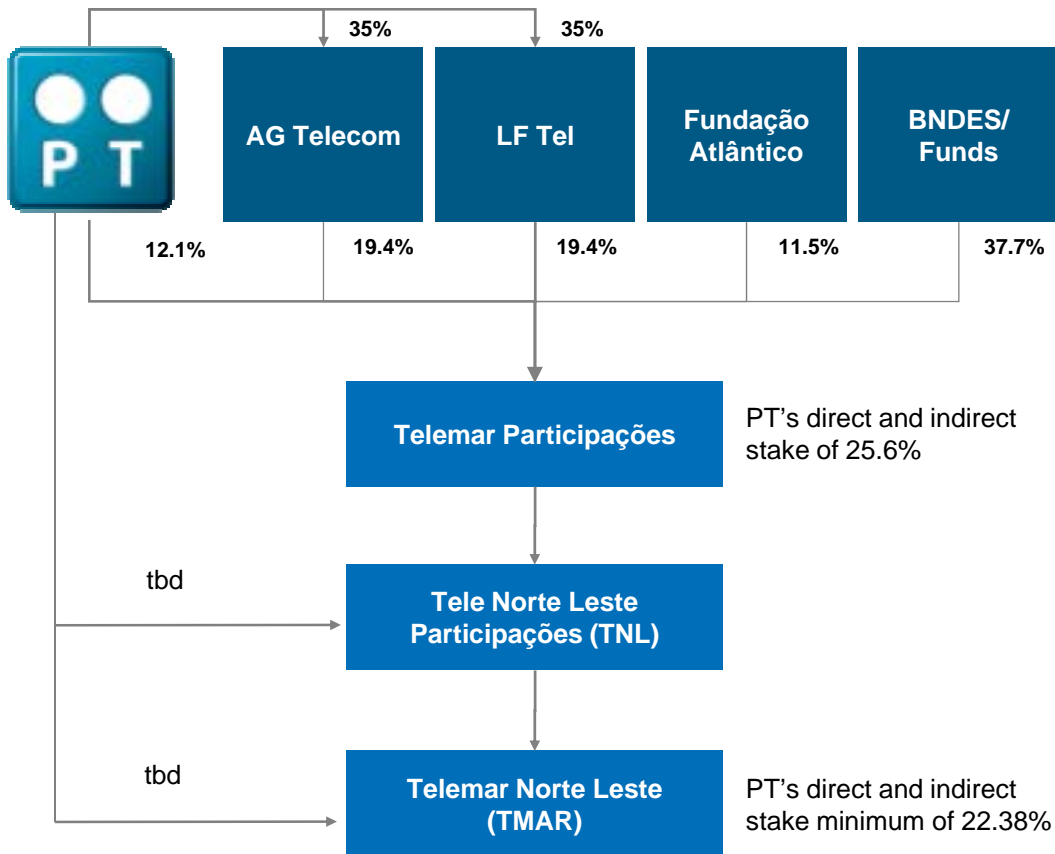 35%
35%
P T
AG Telecom
LF Tel
Fundação
Atlântico
BNDES/
Funds
12.1%
19.4%
19.4%
11.5%
37.7%
Telemar Participações
PT’s direct and indirect
stake of 25.6%
tbd
Tele Norte Leste
Participações (TNL)
tbd
Telemar Norte Leste
(TMAR)
PT’s direct and indirect
stake minimum of 22.38%